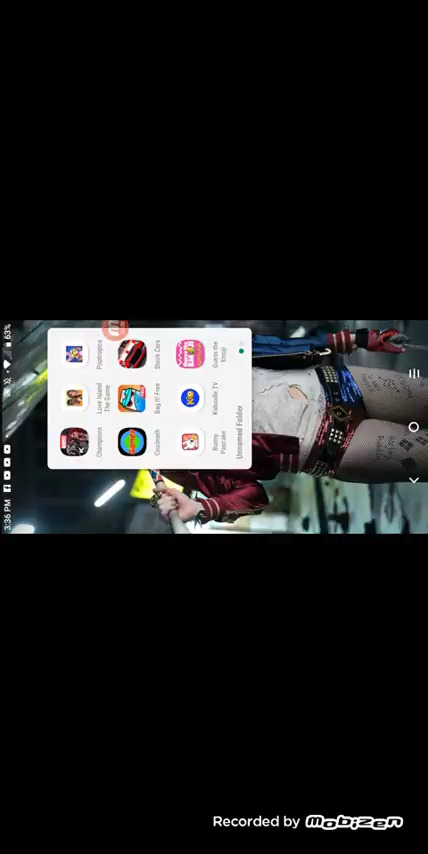 3:36 PM
63%
Champions
Love Island
The Game
Poptropica
Coolmath
Bag It! Free
Stock Cars
Bunny
Pancake
Kidoodle TV
Guess the
Emoji
Unnamed Folder
Recorded by mobizen